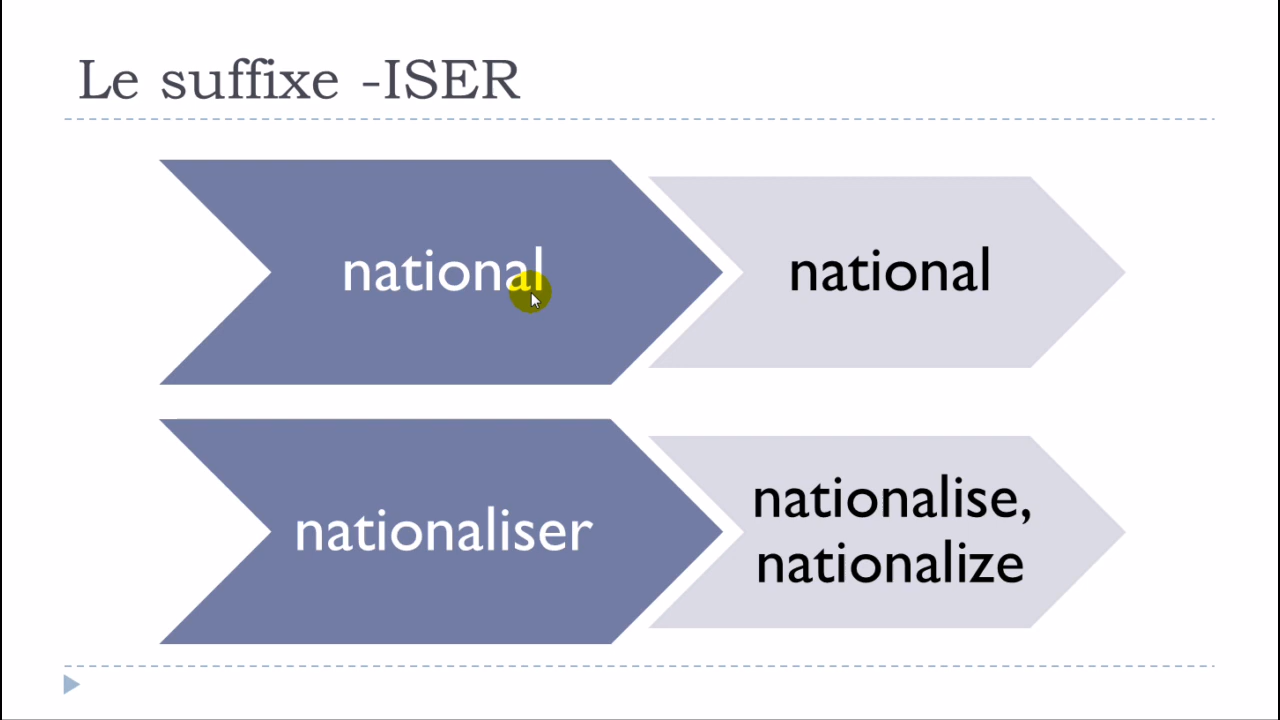 Le suffixe -ISER
national
national
nationaliser
nationalise,
nationalize